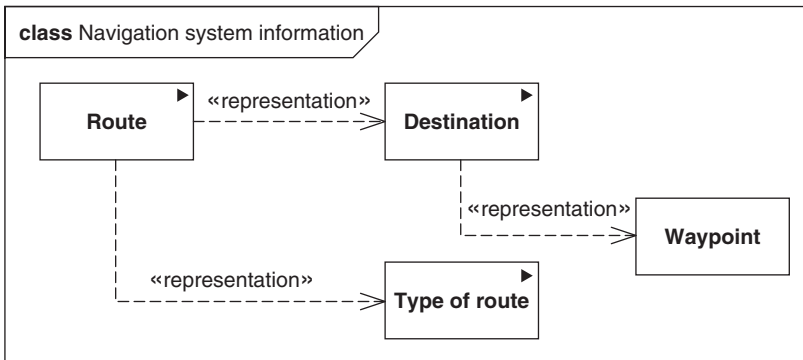 class Navigation system information
«representation»
Route
Destination
«representation»
Waypoint
«representation»
Type of route